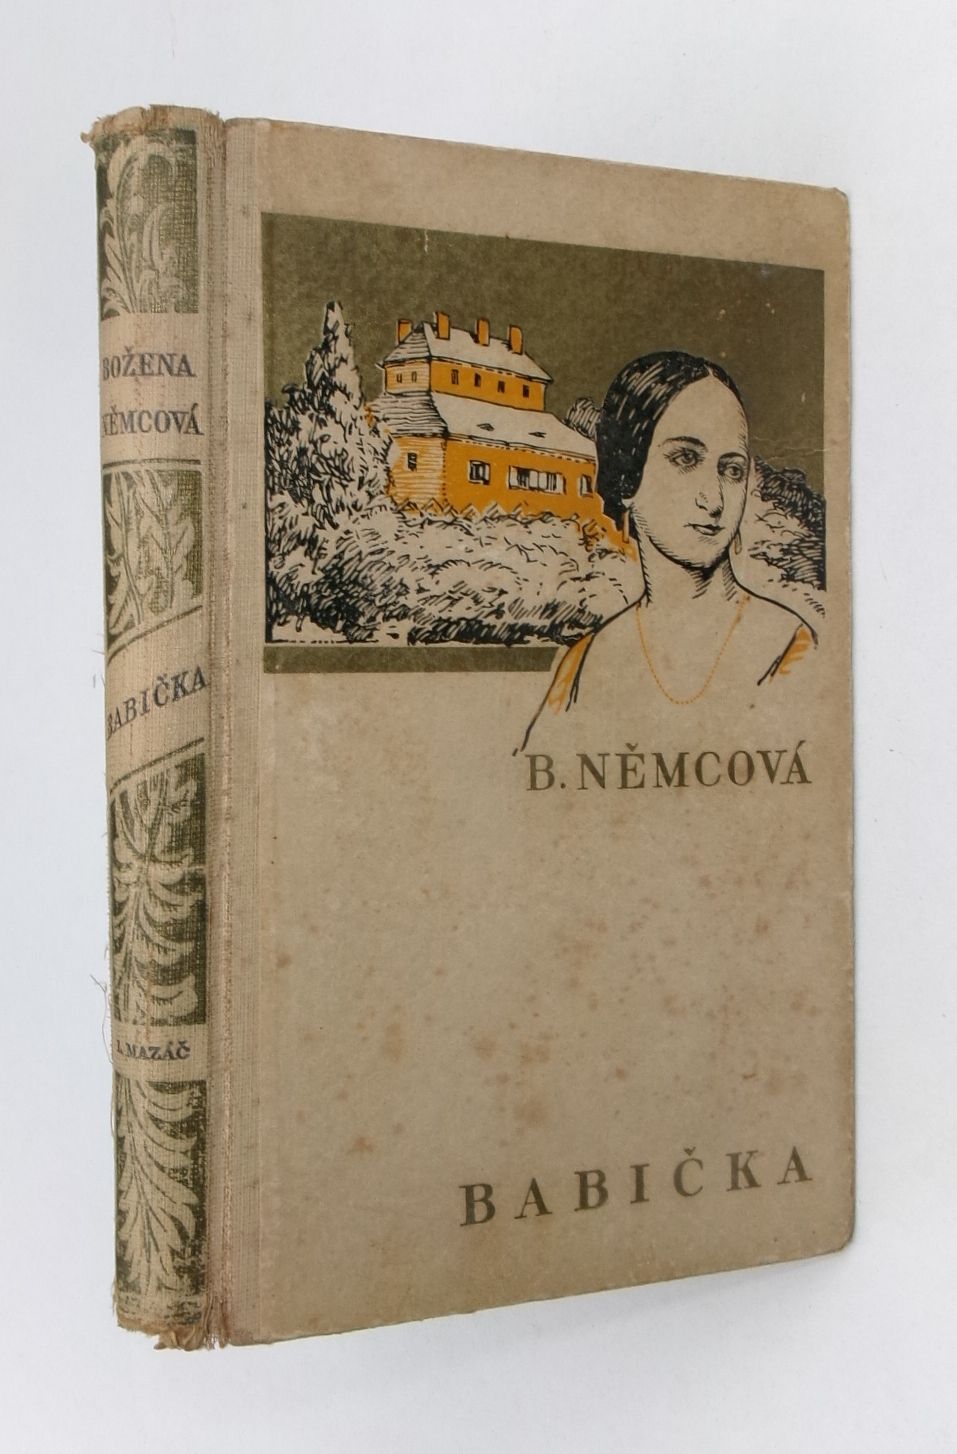 BOŽENA
NĚMCOVÁ
BABIČKA
L. MAZÁČ
B. NĚMCOVÁ
BABIČKA